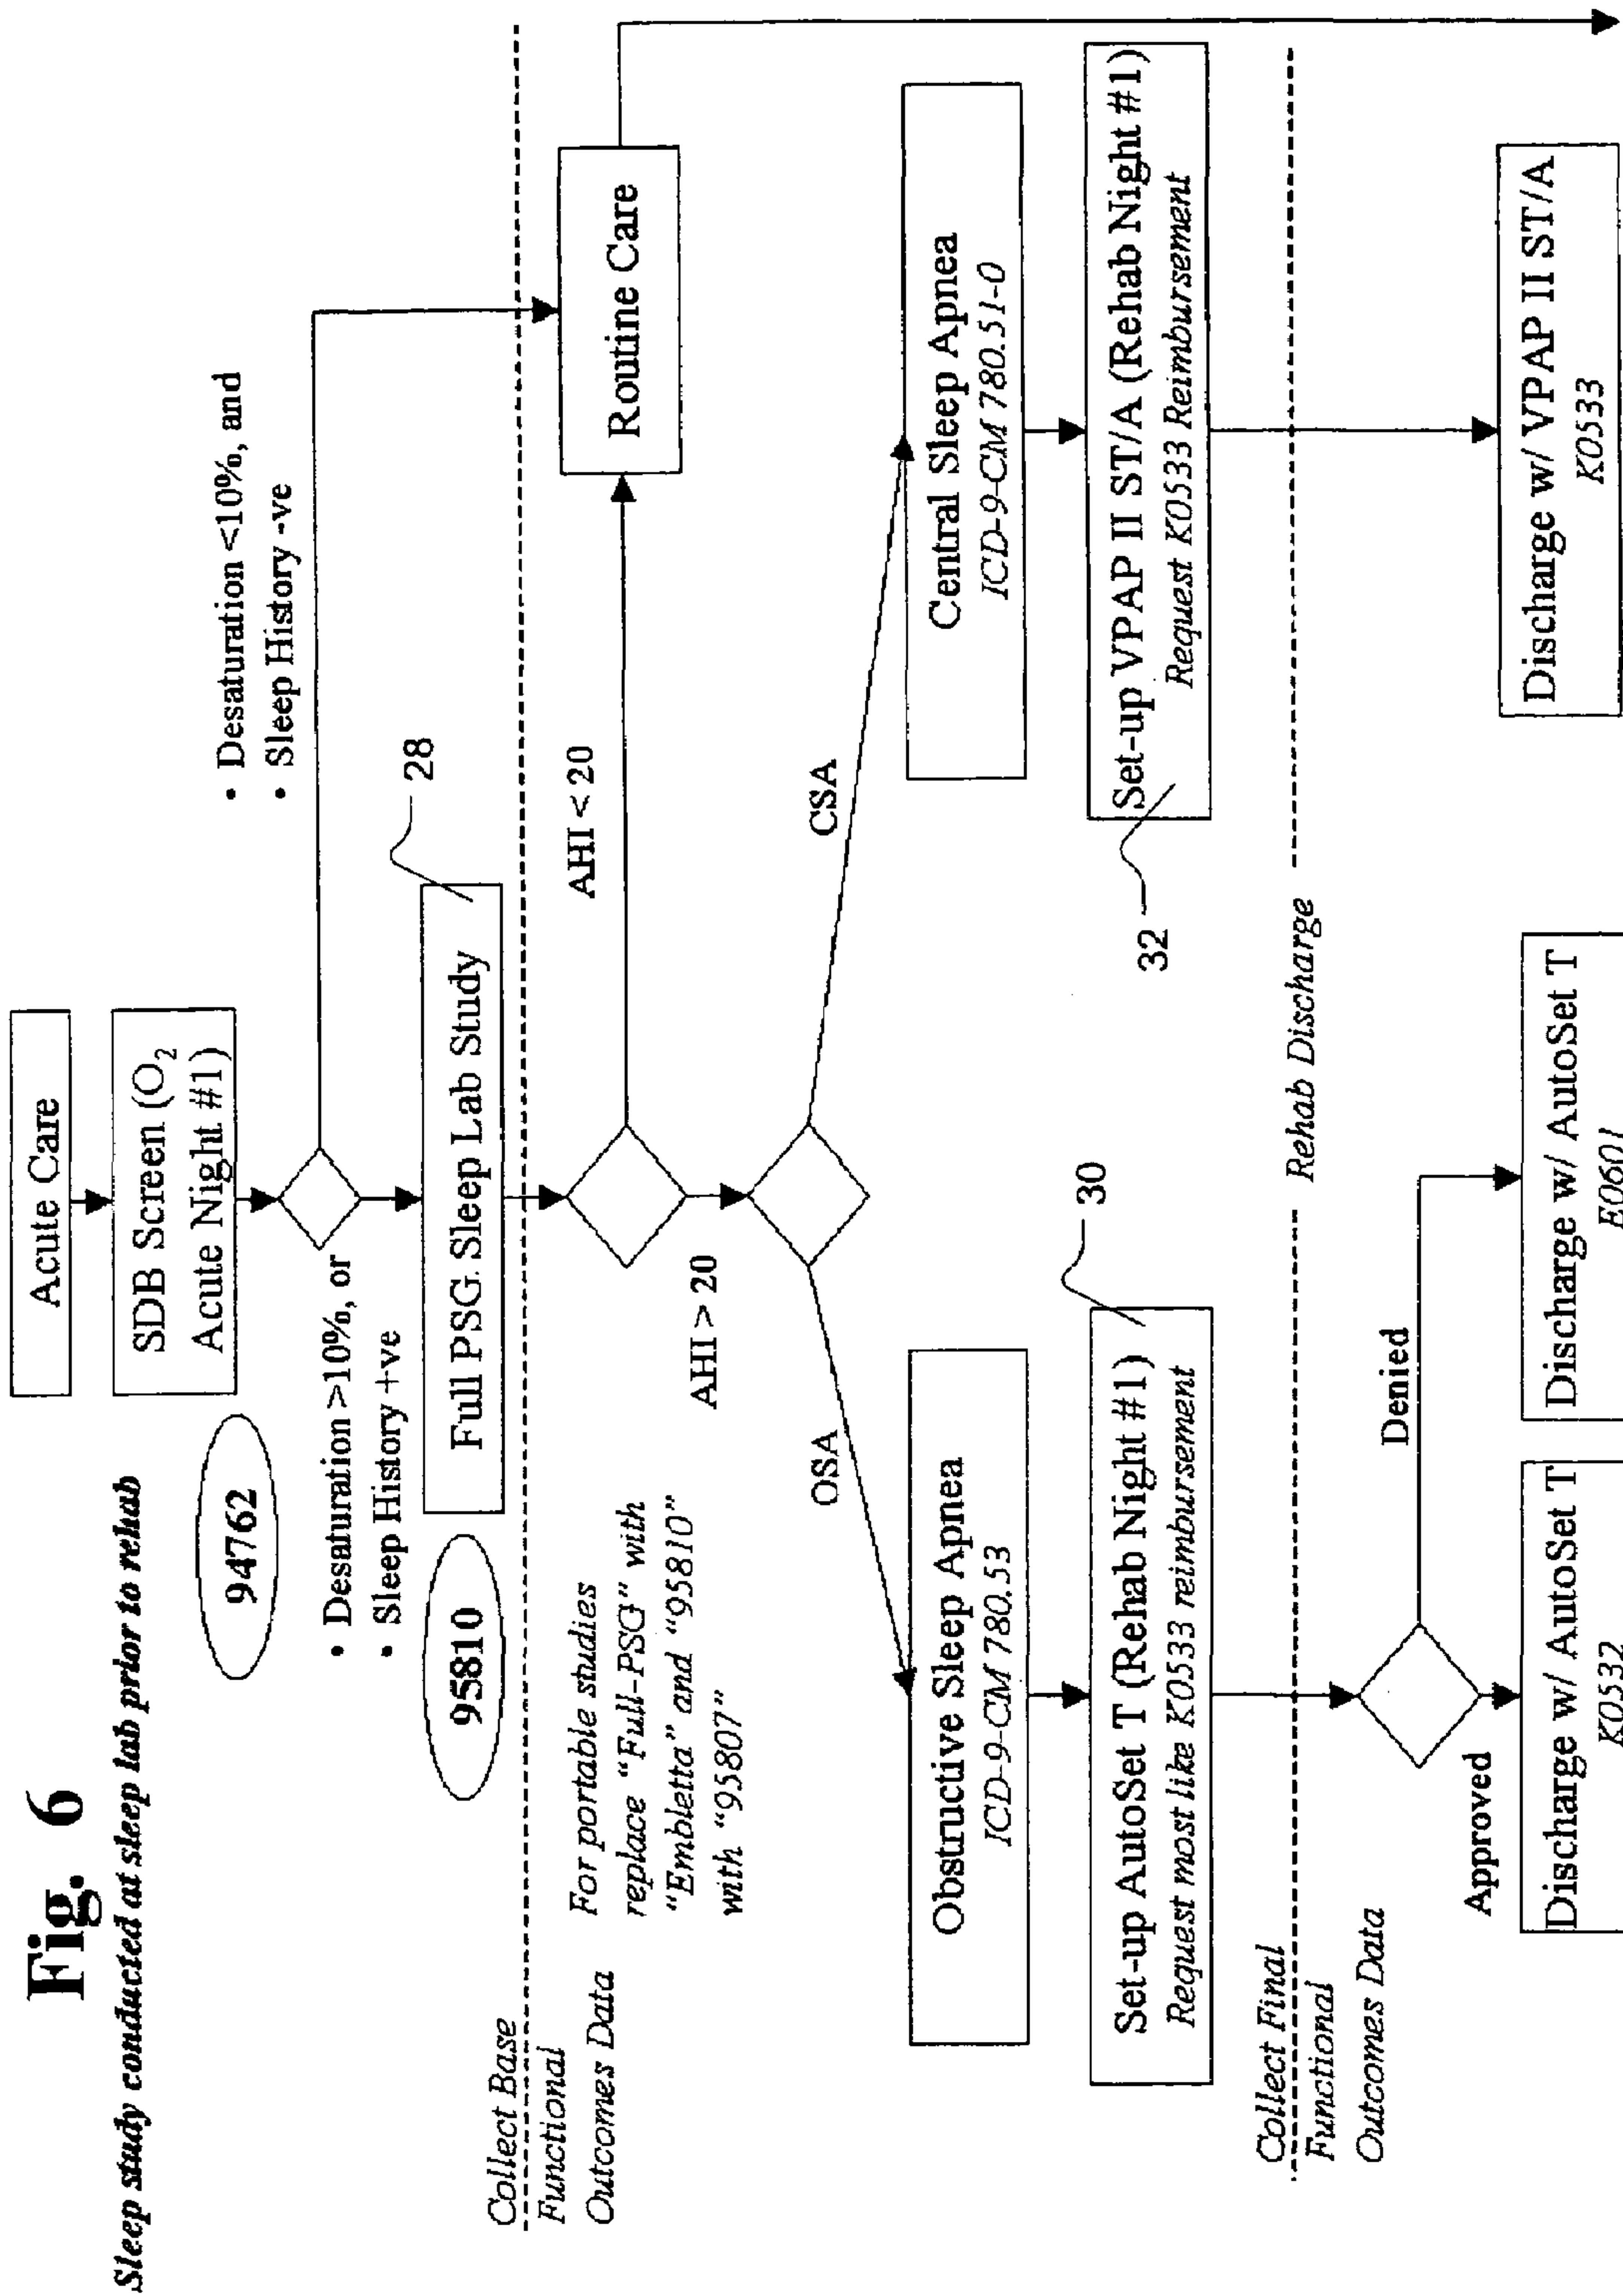 Fig. 6
Sleep study conducted at sleep lab prior to rehab
Acute Care
SDB Screen (O₂
Acute Night #1)
94762
• Desaturation >10%, or
• Sleep History +ve
• Desaturation <10%, and
• Sleep History -ve
95810
Full PSG Sleep Lab Study
28
Collect Base
Functional
Outcomes Data
For portable studies
replace "Full-PSG" with
"Embletta" and "95810"
with "95807"
AHI < 20
Routine Care
AHI > 20
OSA
CSA
Obstructive Sleep Apnea
ICD-9-CM 780.53
Central Sleep Apnea
ICD-9-CM 780.51-0
30
Set-up AutoSet T (Rehab Night #1)
Request most like K0533 reimbursement
Set-up VPAP II ST/A (Rehab Night #1)
Request K0533 Reimbursement
32
Collect Final
Functional
Outcomes Data
Rehab Discharge
Approved
Denied
Discharge w/ AutoSet T
K0532
Discharge w/ AutoSet T
E0601
Discharge w/ VPAP II ST/A
K0533